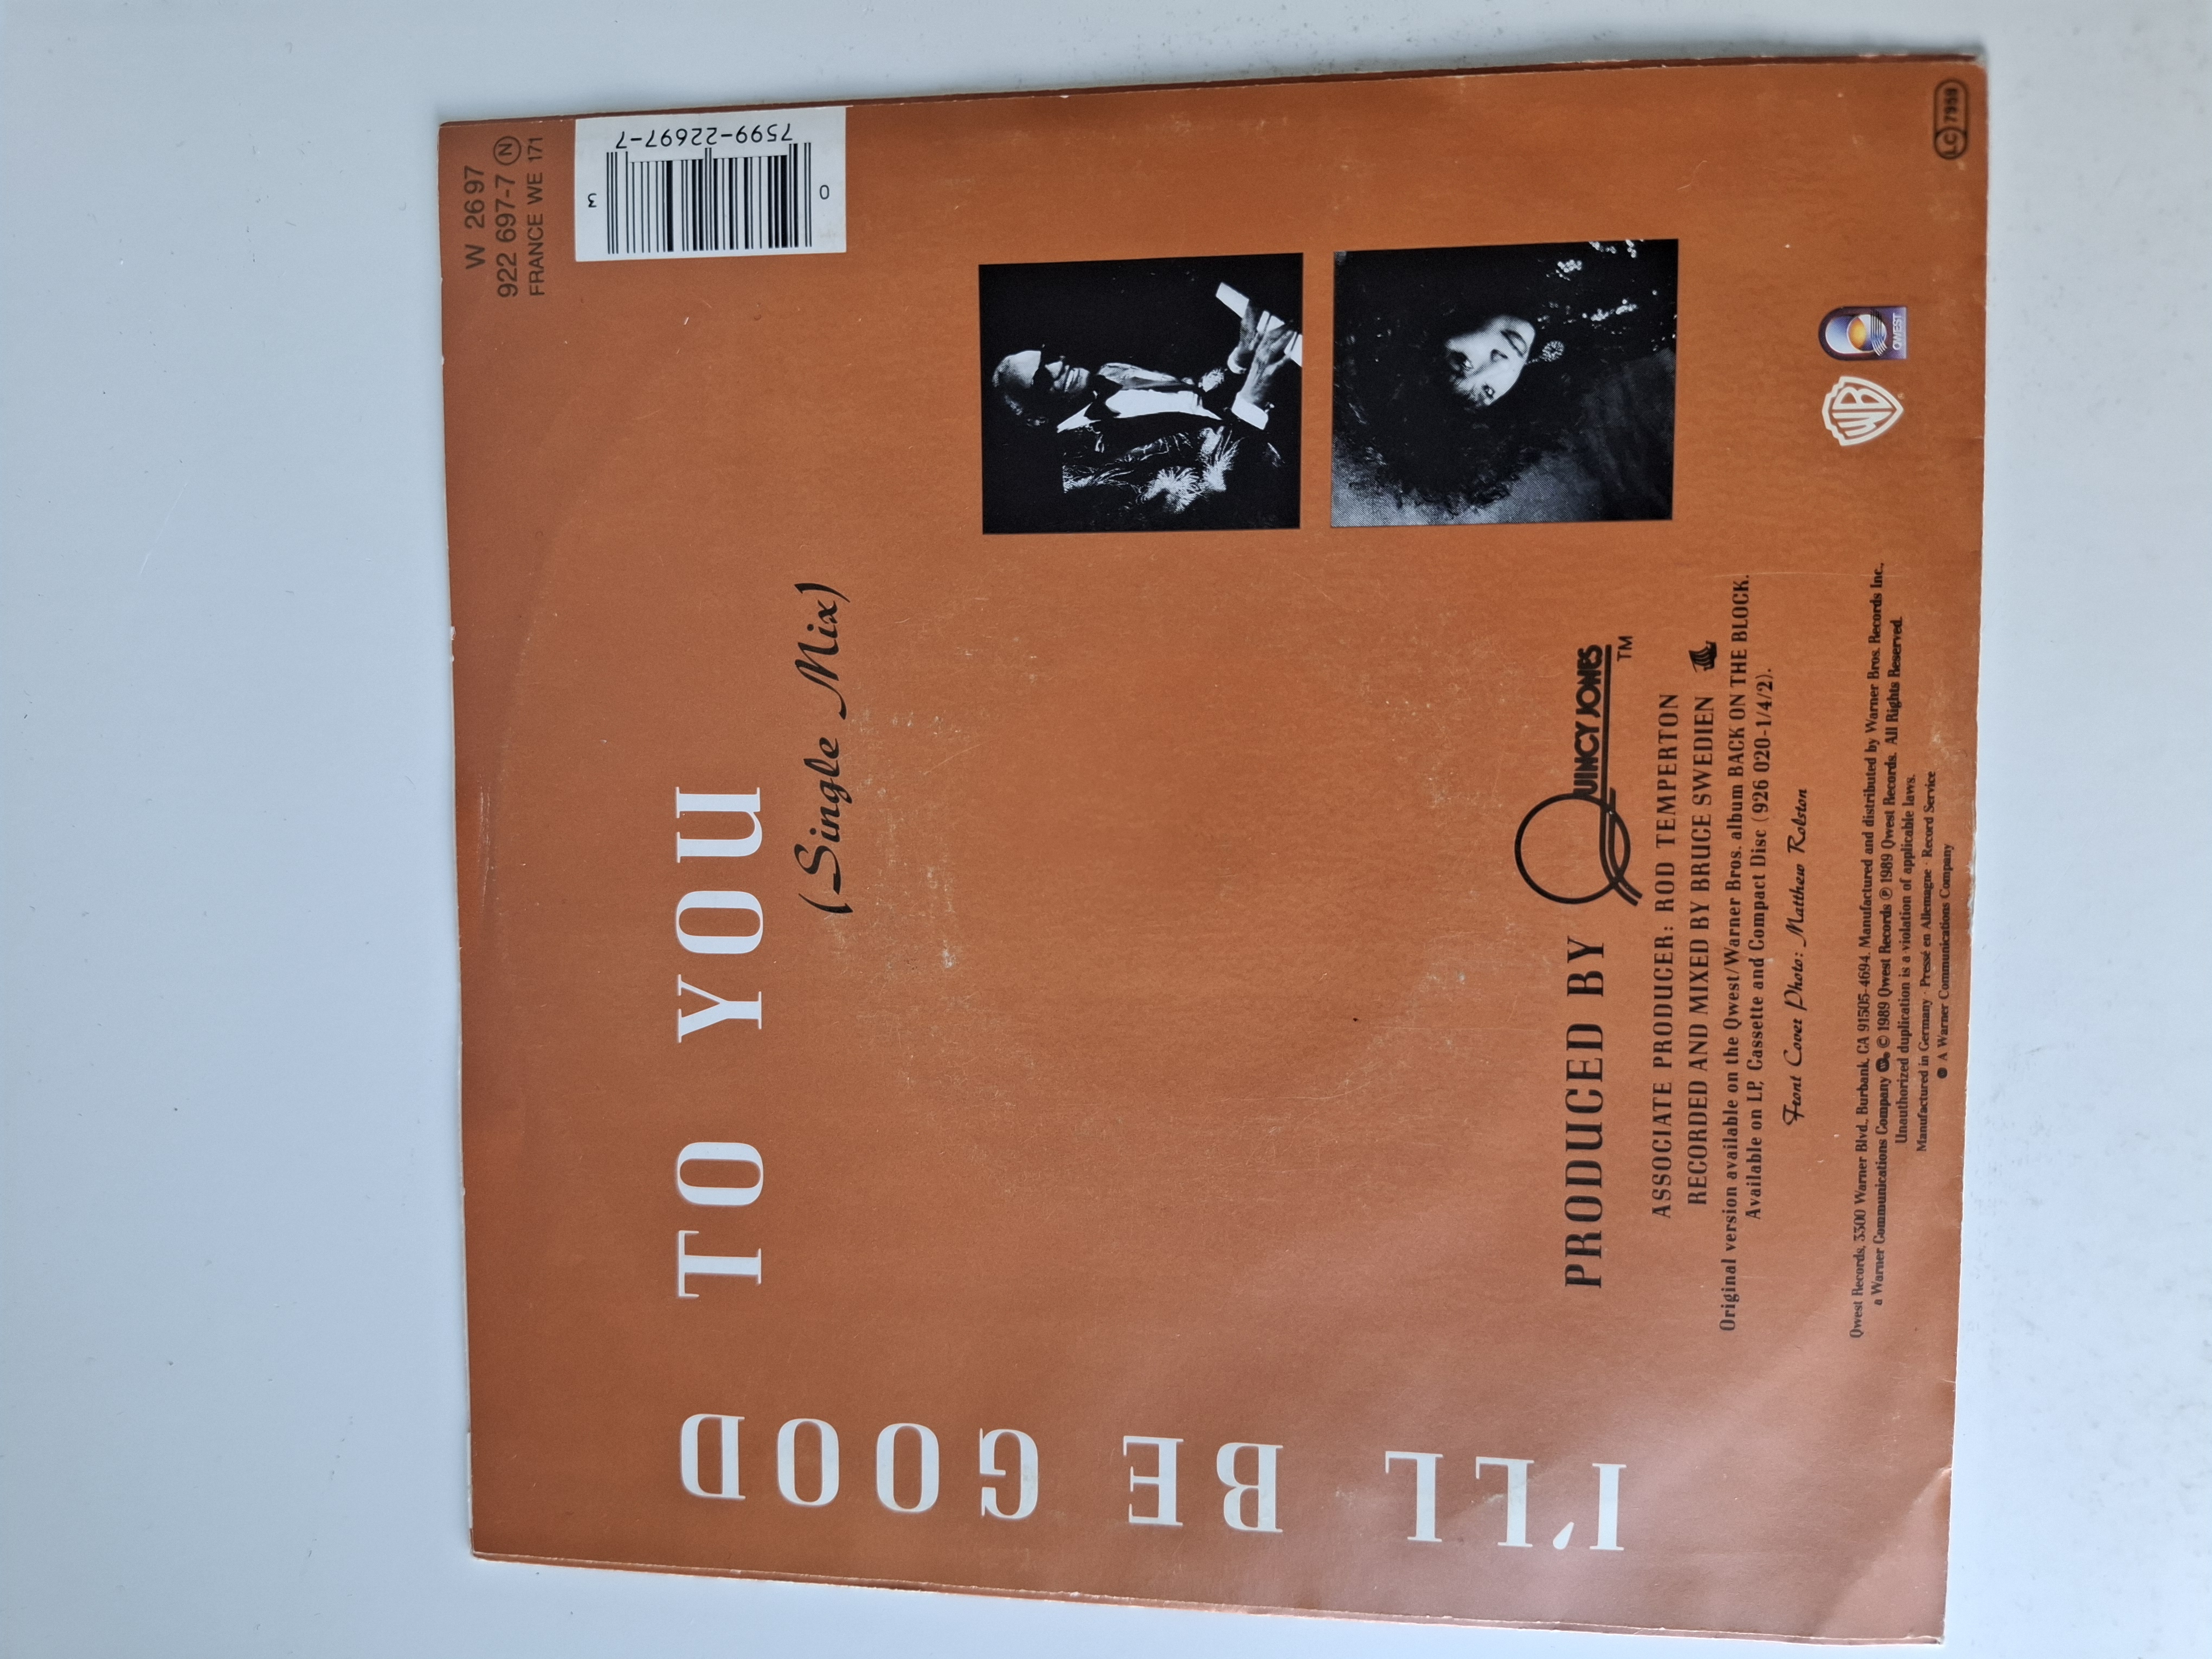 W 2697
922 697-7 N
FRANCE WE 171
0
7599-22697-7
3
I'LL BE GOOD
TO YOU
(Single Mix)
PRODUCED BY QUINCY JONES TM
ASSOCIATE PRODUCER: ROD TEMPERTON
RECORDED AND MIXED BY BRUCE SWEDIEN
Original version available on the Qwest/Warner Bros. album BACK ON THE BLOCK.
Available on LP, Cassette and Compact Disc (926 020-1/4/2).
Front Cover Photo: Matthew Rolston
WB
QWEST
Qwest Records, 3300 Warner Blvd., Burbank, CA 91505-4694. Manufactured and distributed by Warner Bros. Records Inc.,
a Warner Communications Company © 1989 Qwest Records ℗ 1989 Qwest Records. All Rights Reserved.
Unauthorized duplication is a violation of applicable laws.
Manufactured in Germany · Pressé en Allemagne · Record Service
A Warner Communications Company
LC 7958